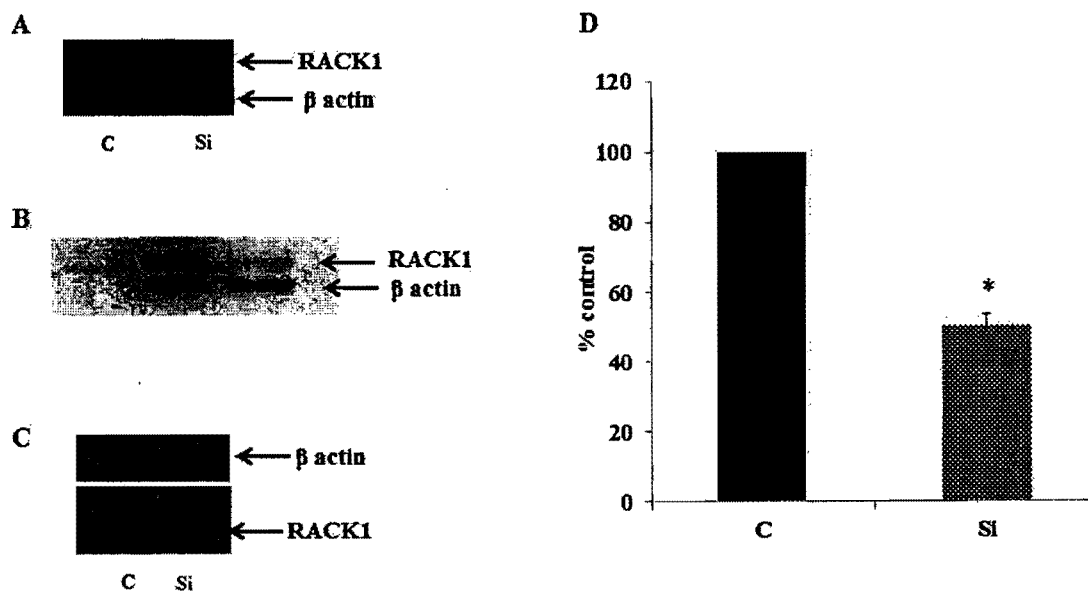 A
RACK1
β actin
C Si
B
RACK1
β actin
C
β actin
RACK1
C Si
D
% control
120
100
80
60
40
20
0
*
C Si